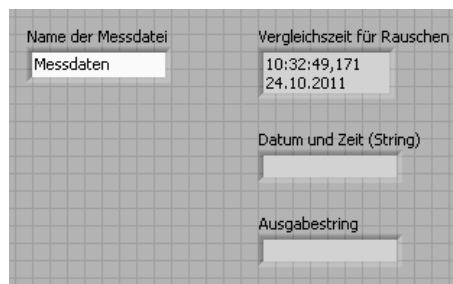 Name der Messdatei
Messdaten
Vergleichszeit für Rauschen
10:32:49,171
24.10.2011
Datum und Zeit (String)
Ausgabestring